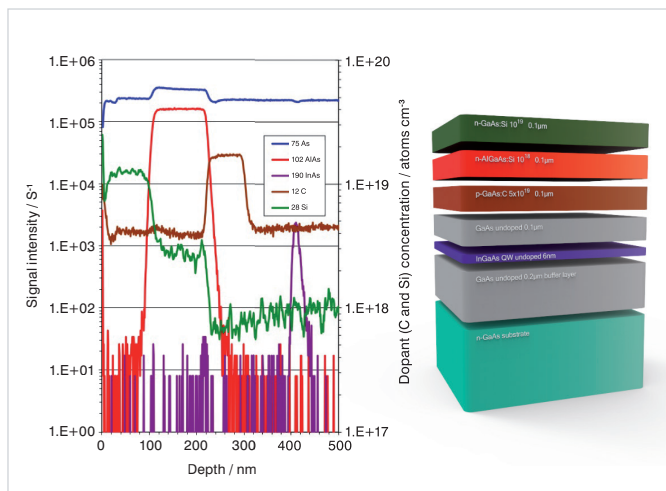 1.E+06
1.E+05
1.E+04
1.E+03
1.E+02
1.E+01
1.E+00
Signal intensity / S⁻¹
75 As
102 AlAs
190 InAs
12 C
28 Si
0
100
200
300
400
500
Depth / nm
1.E+20
1.E+19
1.E+18
1.E+17
Dopant (C and Si) concentration / atoms cm⁻³
n-GaAs:Si 10¹⁹ 0.1µm
n-AlGaAs:Si 10¹⁸ 0.1µm
p-GaAs:C 5x10¹⁹ 0.1µm
GaAs undoped 0.1µm
InGaAs QW undoped 6nm
GaAs undoped 0.2µm buffer layer
n-GaAs substrate